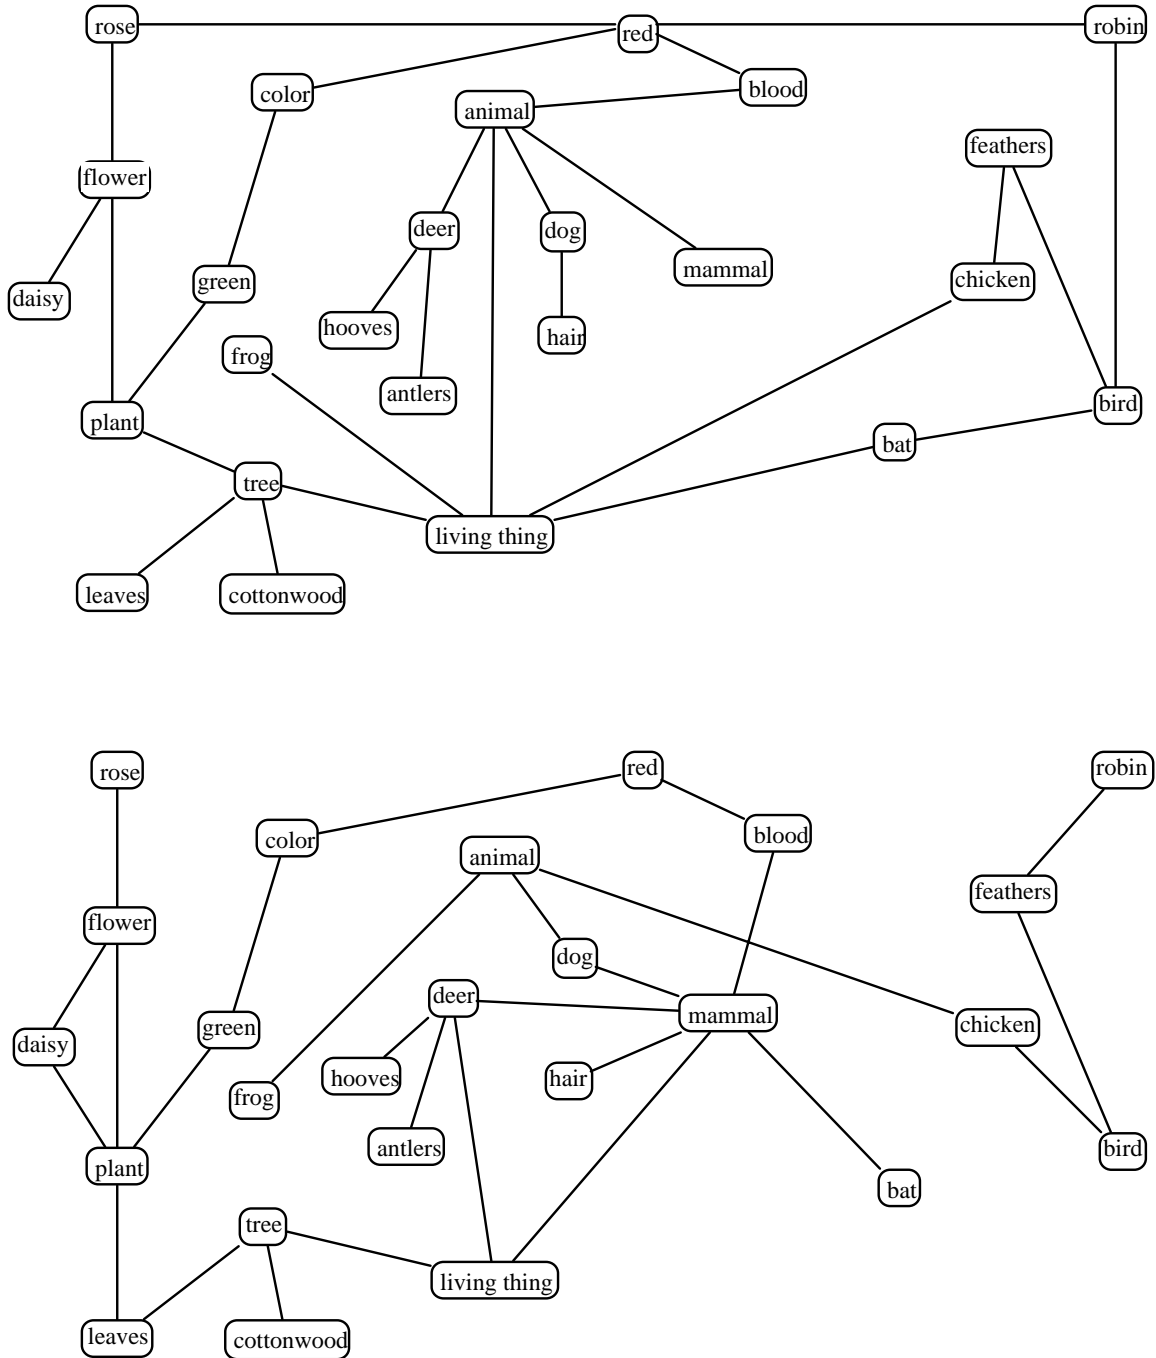 rose
red
robin
color
blood
animal
feathers
flower
deer
dog
mammal
green
chicken
daisy
hooves
hair
frog
antlers
bird
plant
bat
tree
living thing
leaves
cottonwood
rose
red
robin
color
blood
animal
feathers
flower
dog
deer
mammal
green
chicken
daisy
hooves
hair
frog
antlers
bird
plant
bat
tree
living thing
leaves
cottonwood